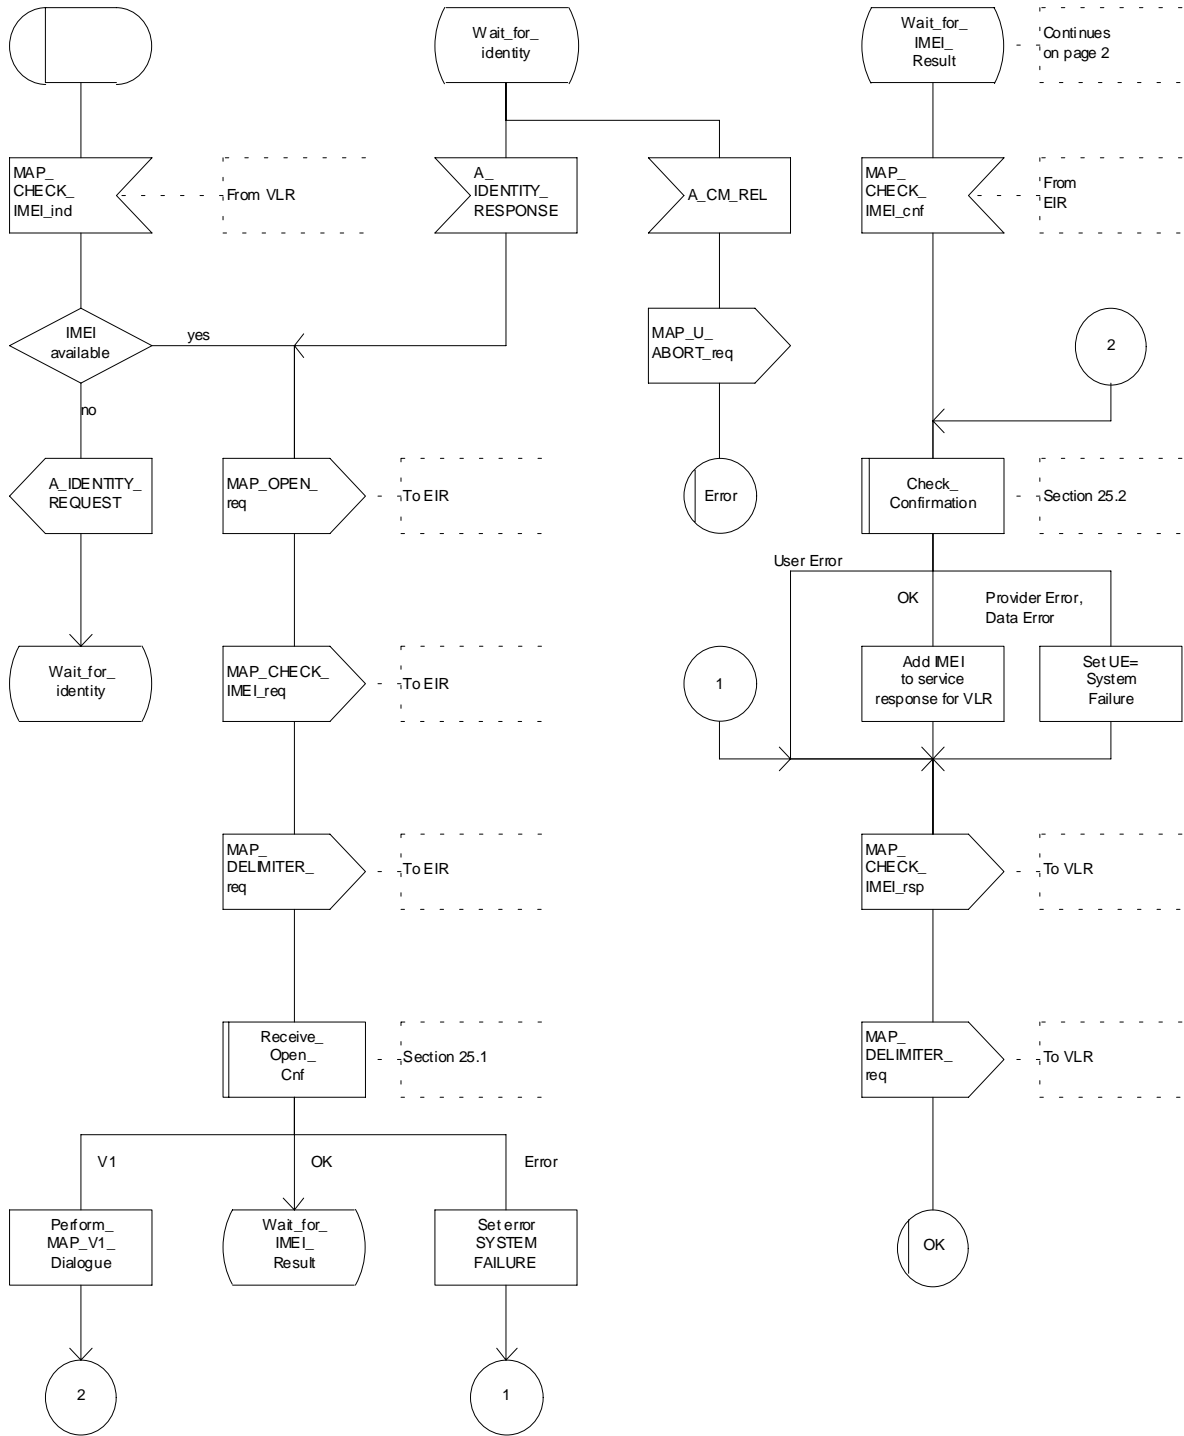 Wait_for_
identity
Wait_for_
IMEI_
Result
Continues
on page 2
MAP_
CHECK_
IMEI_ind
From VLR
A_
IDENTITY_
RESPONSE
A_CM_REL
MAP_
CHECK_
IMEI_cnf
From
EIR
IMEI
available
yes
no
MAP_U_
ABORT_req
2
A_IDENTITY_
REQUEST
MAP_OPEN_
req
To EIR
Error
Check_
Confirmation
Section 25.2
User Error
OK
Provider Error,
Data Error
Wait_for_
identity
MAP_CHECK_
IMEI_req
To EIR
1
Add IMEI
to service
response for VLR
Set UE=
System
Failure
MAP_
DELIMITER_
req
To EIR
MAP_
CHECK_
IMEI_rsp
To VLR
Receive_
Open_
Cnf
Section 25.1
MAP_
DELIMITER_
req
To VLR
V1
OK
Error
Perform_
MAP_V1_
Dialogue
Wait_for_
IMEI_
Result
Set error
SYSTEM
FAILURE
OK
2
1